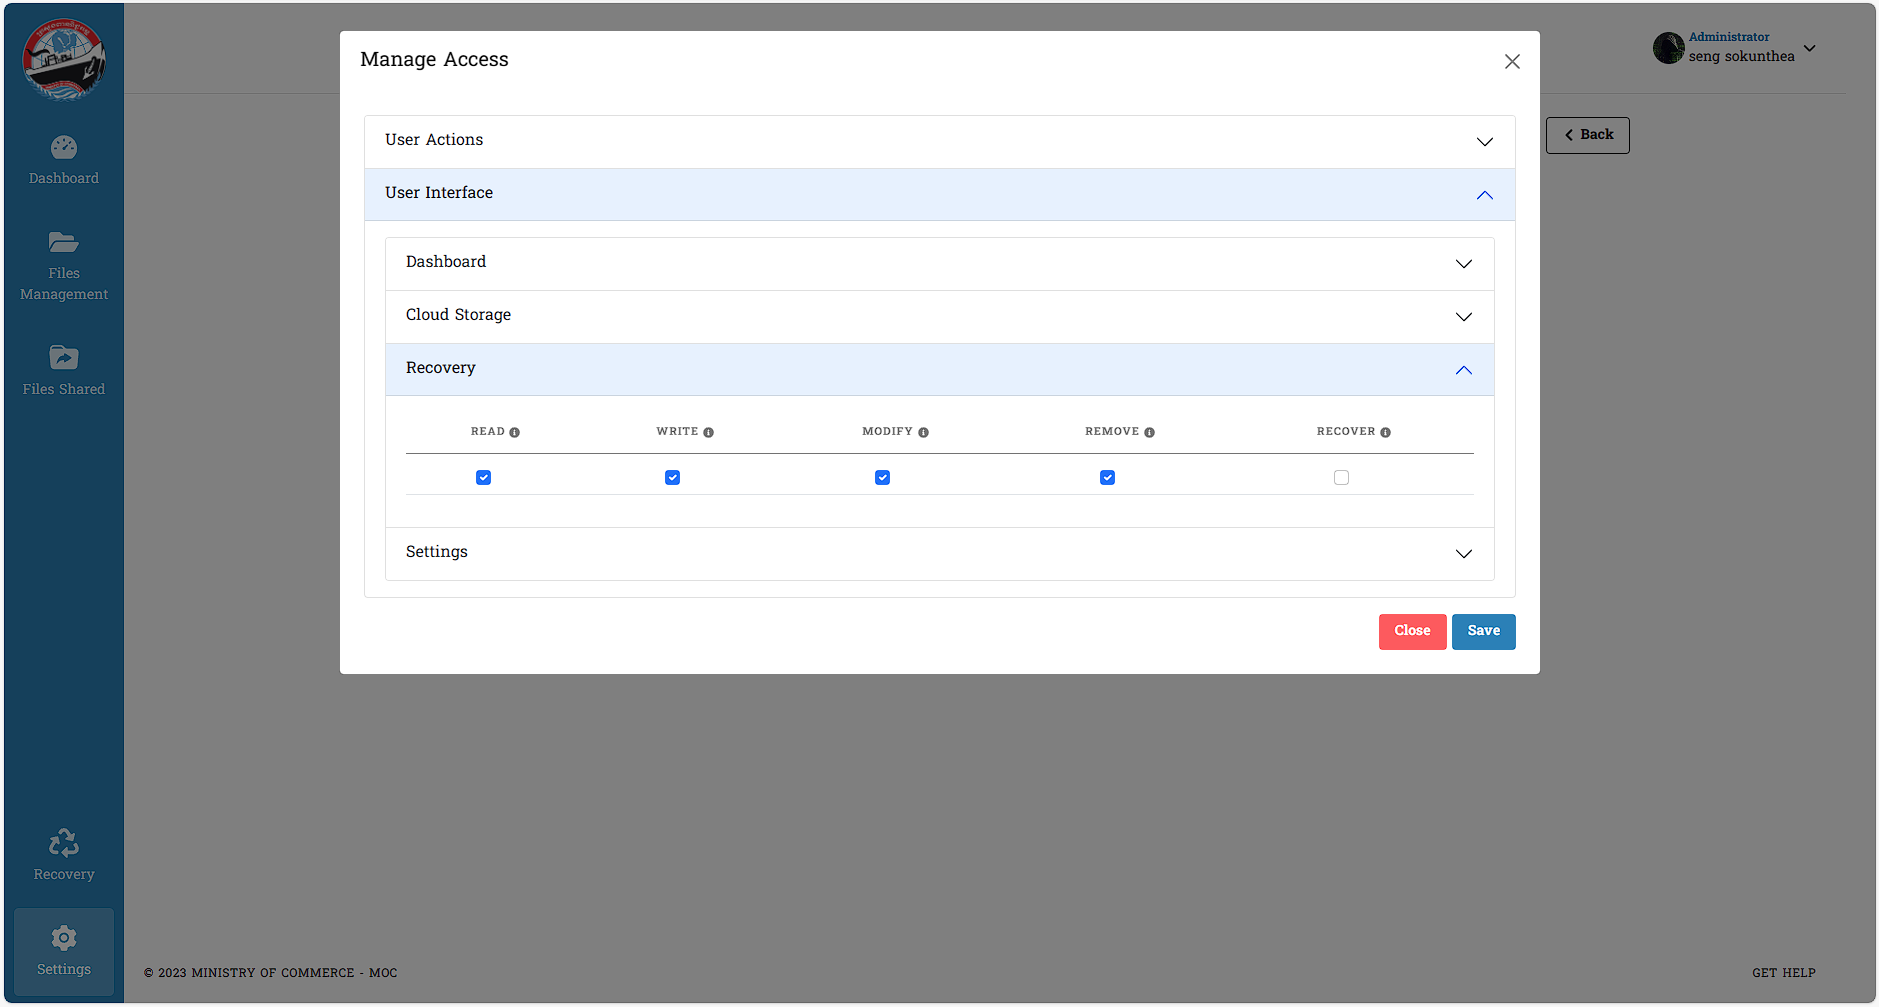 Manage Access
Administrator
seng sokunthea
Back
User Actions
User Interface
Dashboard
Cloud Storage
Recovery
READ
WRITE
MODIFY
REMOVE
RECOVER
Settings
Close
Save
Dashboard
Files
Management
Files Shared
Recovery
Settings
© 2023 MINISTRY OF COMMERCE - MOC
GET HELP